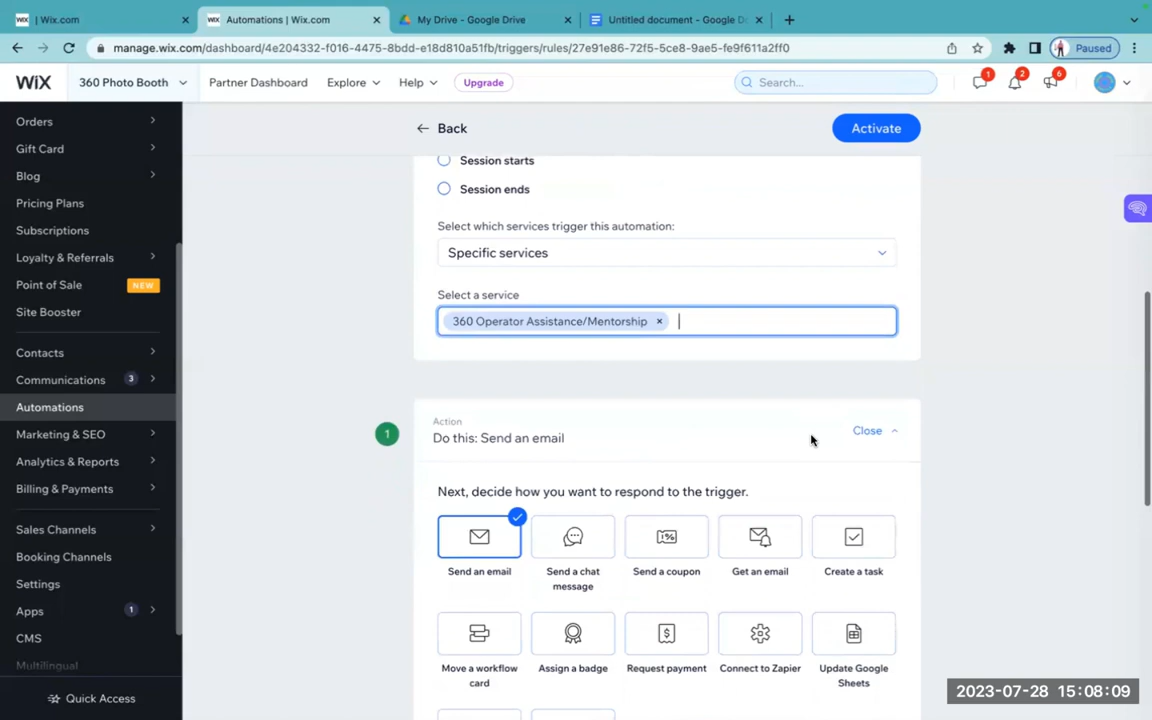 | Wix.com
Automations | Wix.com
My Drive - Google Drive
Untitled document - Google Dc
manage.wix.com/dashboard/4e204332-f016-4475-8bdd-e18d810a51fb/triggers/rules/27e91e86-72f5-5ce8-9ae5-fe9f611a2ff0
Paused
WIX
360 Photo Booth
Partner Dashboard
Explore
Help
Upgrade
Search...
1
2
6
Orders
Gift Card
Blog
Pricing Plans
Subscriptions
Loyalty & Referrals
Point of Sale
NEW
Site Booster
Contacts
Communications
3
Automations
Marketing & SEO
Analytics & Reports
Billing & Payments
Sales Channels
Booking Channels
Settings
Apps
1
CMS
Multilingual
Quick Access
Back
Activate
Session starts
Session ends
Select which services trigger this automation:
Specific services
Select a service
360 Operator Assistance/Mentorship ×
1
Action
Do this: Send an email
Close
Next, decide how you want to respond to the trigger.
Send an email
Send a chat
message
Send a coupon
Get an email
Create a task
Move a workflow
card
Assign a badge
Request payment
Connect to Zapier
Update Google
Sheets
2023-07-28 15:08:09